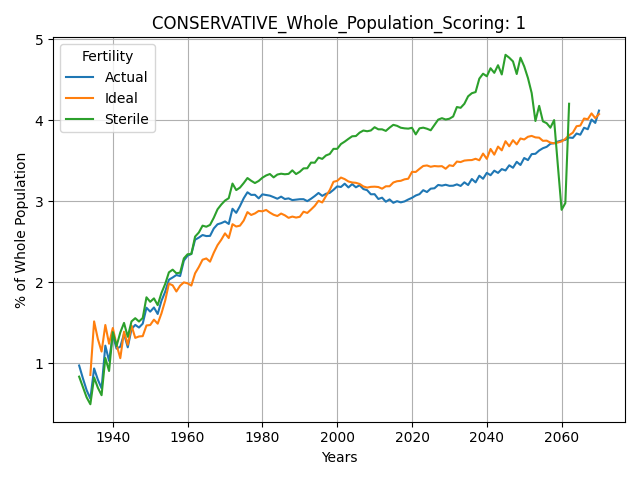 CONSERVATIVE_Whole_Population_Scoring: 1
5
4
3
2
1
% of Whole Population
Fertility
Actual
Ideal
Sterile
1940 1960 1980 2000 2020 2040 2060
Years